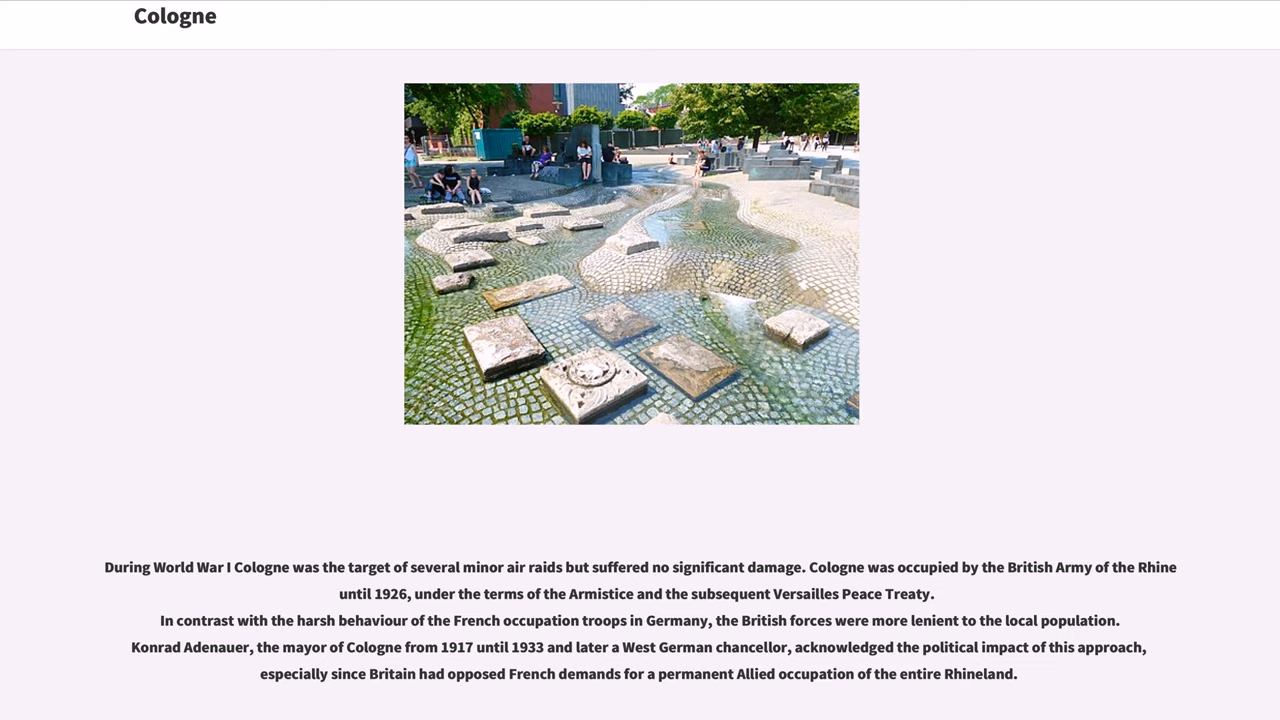 Cologne
During World War I Cologne was the target of several minor air raids but suffered no significant damage. Cologne was occupied by the British Army of the Rhine
until 1926, under the terms of the Armistice and the subsequent Versailles Peace Treaty.
In contrast with the harsh behaviour of the French occupation troops in Germany, the British forces were more lenient to the local population.
Konrad Adenauer, the mayor of Cologne from 1917 until 1933 and later a West German chancellor, acknowledged the political impact of this approach,
especially since Britain had opposed French demands for a permanent Allied occupation of the entire Rhineland.